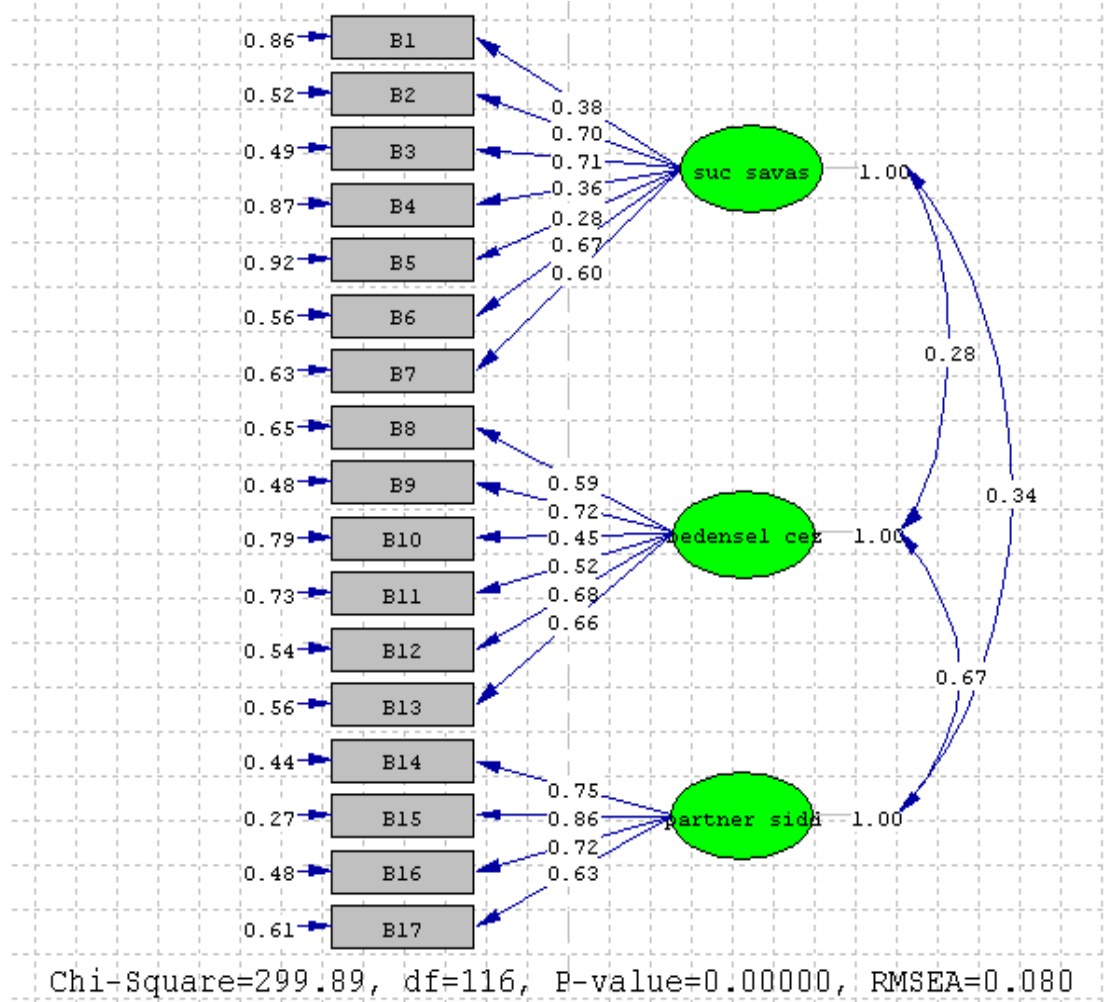 0.86 B1
0.38
0.52 B2
0.70
0.49 B3
0.71
suc savas 1.00
0.36
0.87 B4
0.28
0.92 B5
0.67
0.60
0.56 B6
0.28
0.63 B7
0.65 B8
0.59
0.48 B9
0.34
0.72
0.79 B10
0.45
bedensel cez 1.00
0.52
0.73 B11
0.68
0.66
0.54 B12
0.67
0.56 B13
0.44 B14
0.75
0.27 B15
0.86
partner sidd 1.00
0.72
0.48 B16
0.63
0.61 B17
Chi-Square=299.89, df=116, P-value=0.00000, RMSEA=0.080